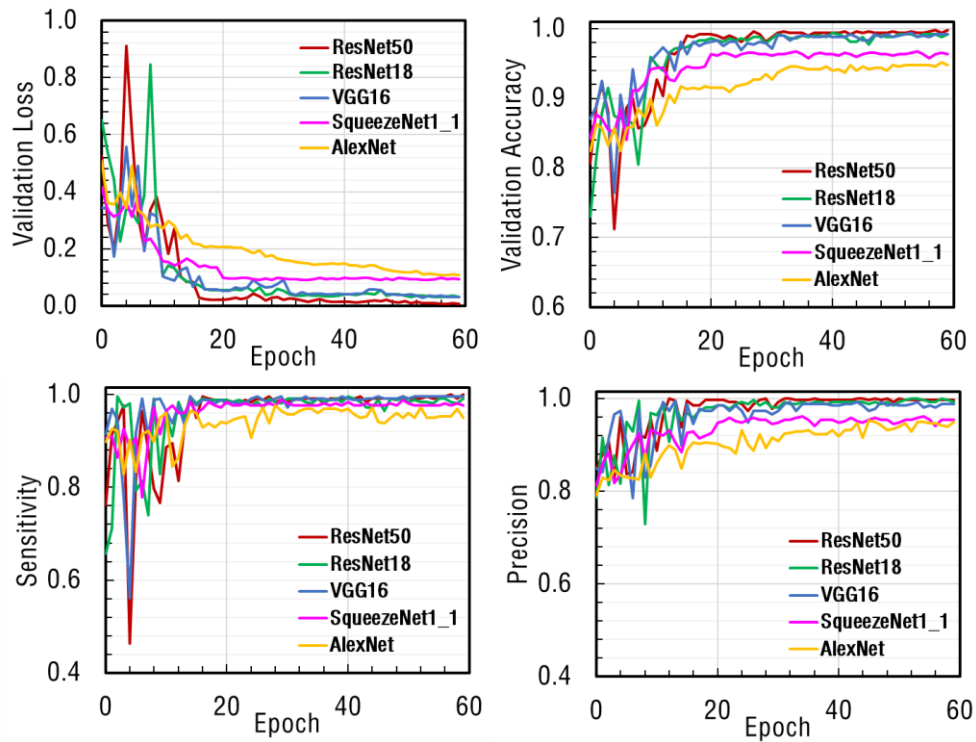 Validation Loss
1.0
0.8
0.6
0.4
0.2
0.0
ResNet50
ResNet18
VGG16
SqueezeNet1_1
AlexNet
0 20 40 60
Epoch
Validation Accuracy
1.0
0.9
0.8
0.7
0.6
ResNet50
ResNet18
VGG16
SqueezeNet1_1
AlexNet
0 20 40 60
Epoch
Sensitivity
1.0
0.8
0.6
0.4
ResNet50
ResNet18
VGG16
SqueezeNet1_1
AlexNet
0 20 40 60
Epoch
Precision
1.0
0.8
0.6
0.4
ResNet50
ResNet18
VGG16
SqueezeNet1_1
AlexNet
0 20 40 60
Epoch